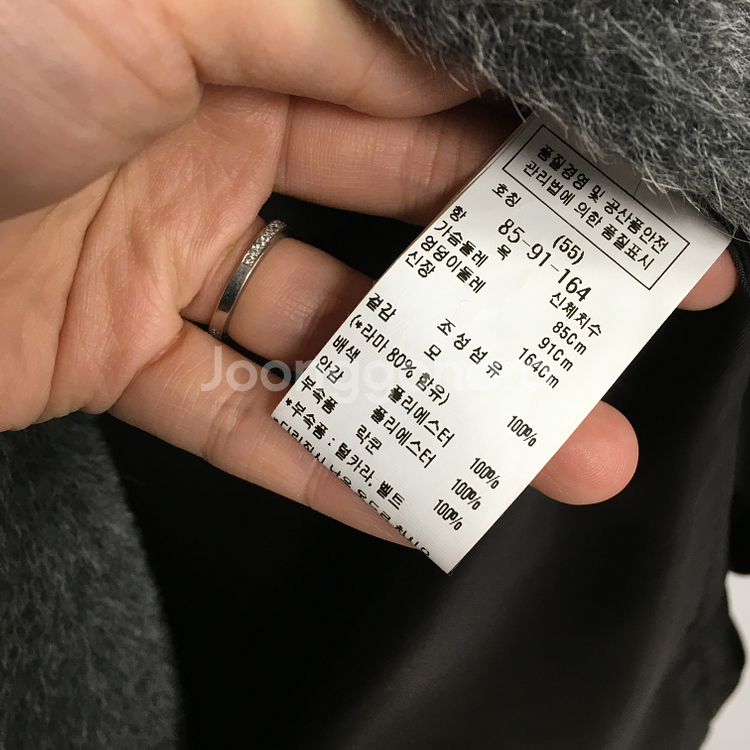 품질경영 및 공산품안전
관리법에 의한 품질표시
호칭 85-91-164 (55)
항 목 신체치수
가슴둘레 85Cm
엉덩이둘레 91Cm
신장 164Cm
조성섬유
겉감 모 100%
(*라마 80% 함유)
배색 폴리에스터 100%
안감 폴리에스터 100%
부속품 락쿤 100%
*부속품 : 털카라, 벨트
Joongg